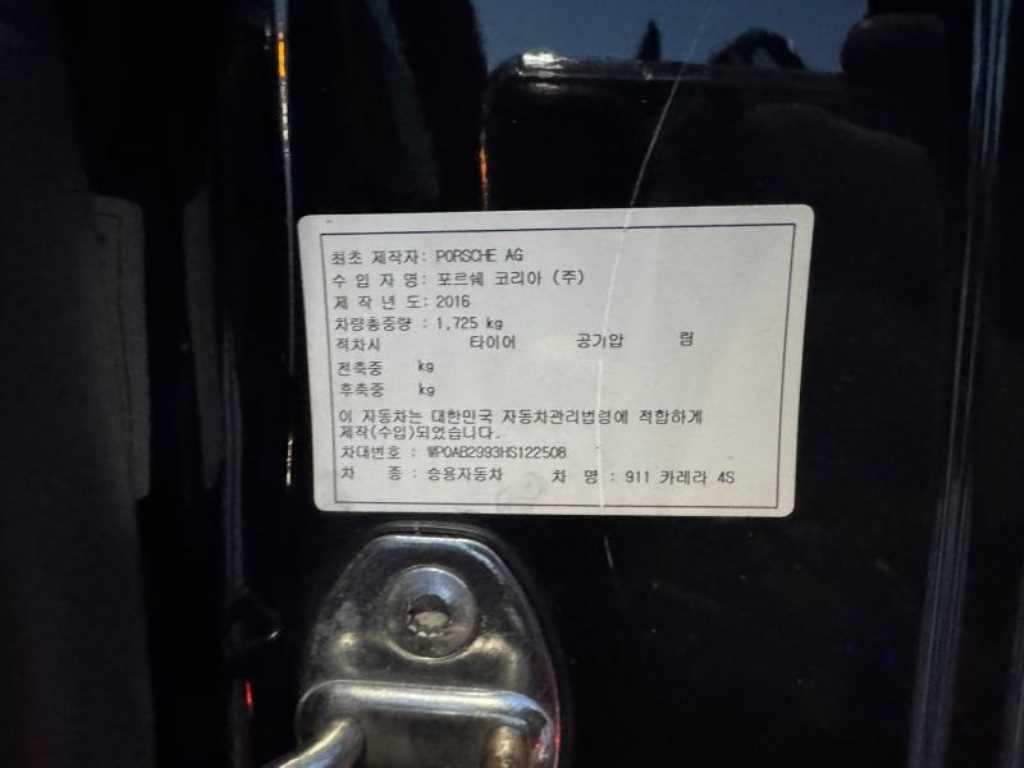 최초 제작자: PORSCHE AG
수 입 자 명: 포르쉐 코리아 (주)
제 작 년 도: 2016
차량총중량 : 1,725 kg
적차시 타이어 공기압 림
전축중 kg
후축중 kg
이 자동차는 대한민국 자동차관리법령에 적합하게
제작(수입)되었습니다.
차대번호 : WP0AB2993HS122508
차 종 : 승용자동차 차 명 : 911 카레라 4S